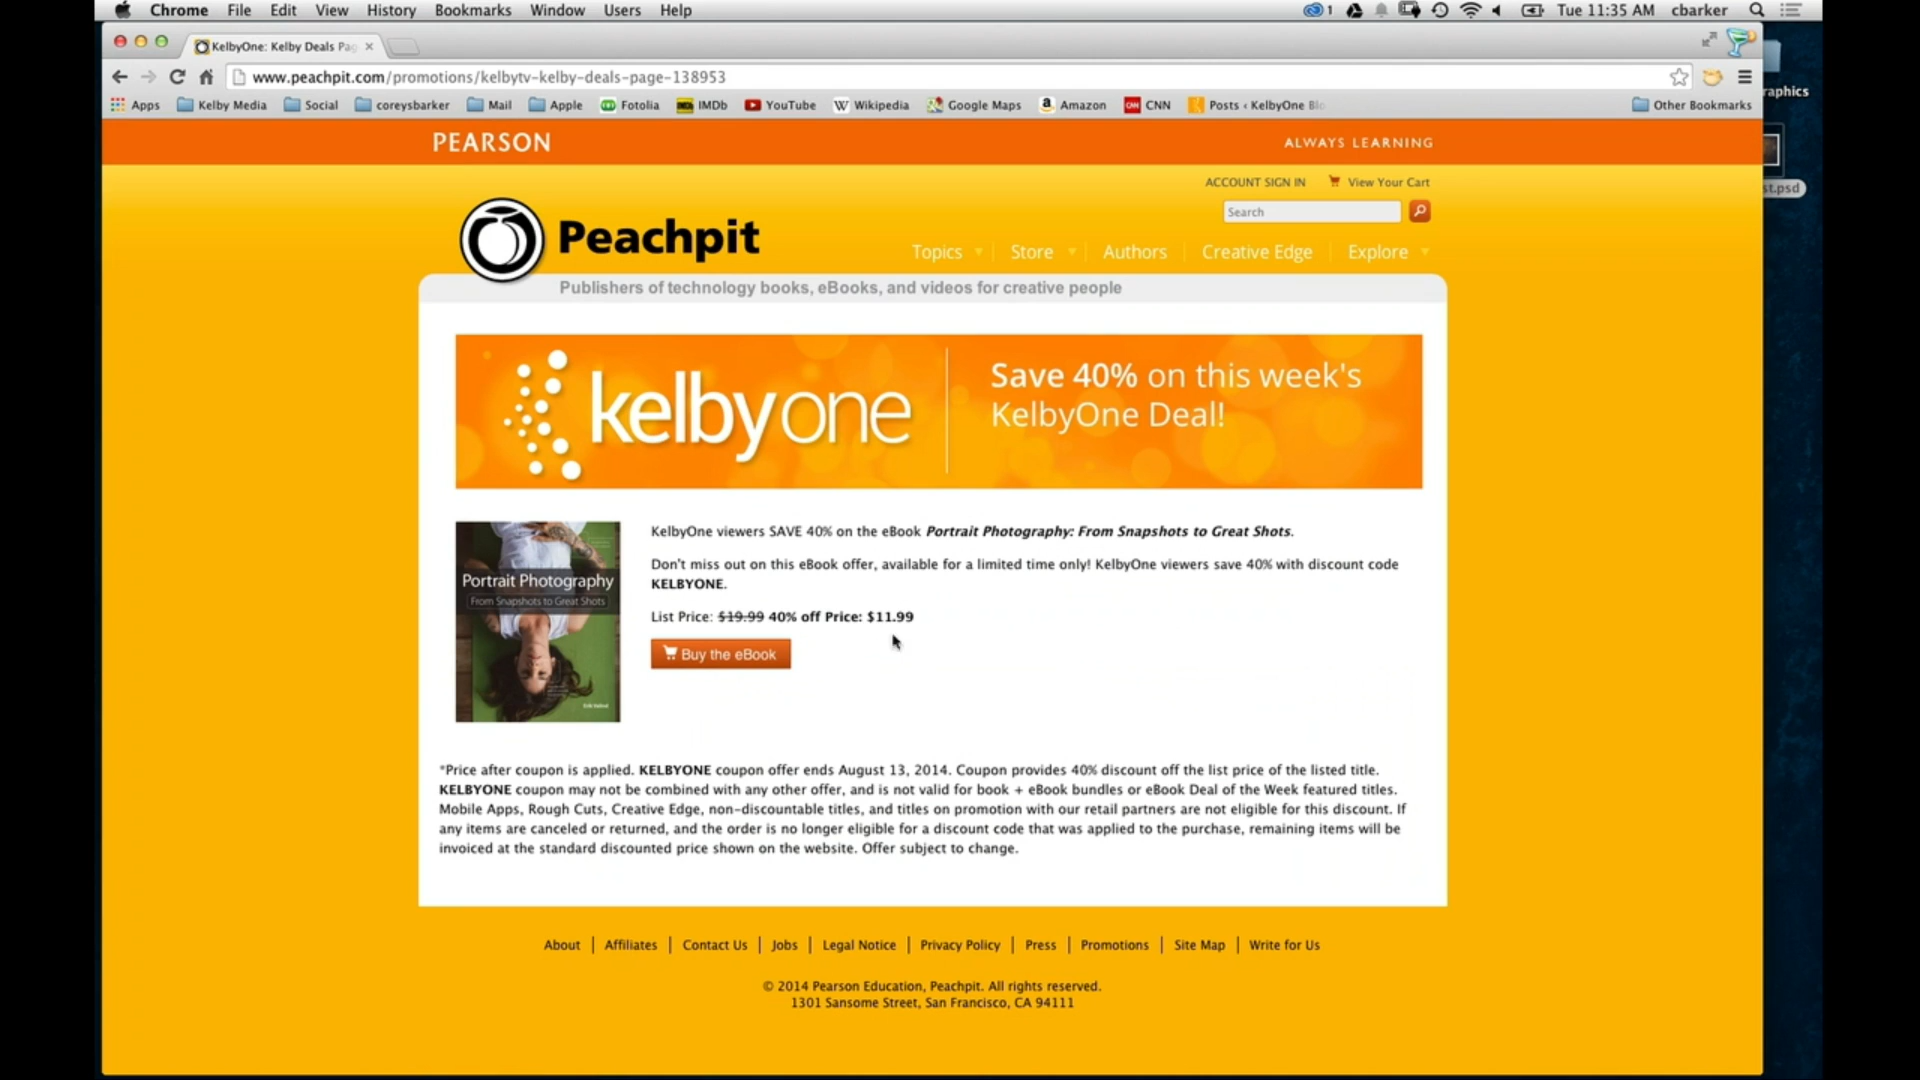 Chrome File Edit View History Bookmarks Window Users Help
1 Tue 11:35 AM cbarker
KelbyOne: Kelby Deals Pag
www.peachpit.com/promotions/kelbytv-kelby-deals-page-138953
raphics
Apps Kelby Media Social coreysbarker Mail Apple Fotolia IMDb YouTube Wikipedia Google Maps Amazon CNN Posts ‹ KelbyOne Blo Other Bookmarks
PEARSON ALWAYS LEARNING
st.psd
ACCOUNT SIGN IN View Your Cart
Search
Peachpit
Topics Store Authors Creative Edge Explore
Publishers of technology books, eBooks, and videos for creative people
kelbyone
Save 40% on this week's
KelbyOne Deal!
Portrait Photography
From Snapshots to Great Shots
KelbyOne viewers SAVE 40% on the eBook Portrait Photography: From Snapshots to Great Shots.
Don't miss out on this eBook offer, available for a limited time only! KelbyOne viewers save 40% with discount code
KELBYONE.
List Price: $19.99 40% off Price: $11.99
Buy the eBook
*Price after coupon is applied. KELBYONE coupon offer ends August 13, 2014. Coupon provides 40% discount off the list price of the listed title.
KELBYONE coupon may not be combined with any other offer, and is not valid for book + eBook bundles or eBook Deal of the Week featured titles.
Mobile Apps, Rough Cuts, Creative Edge, non-discountable titles, and titles on promotion with our retail partners are not eligible for this discount. If
any items are canceled or returned, and the order is no longer eligible for a discount code that was applied to the purchase, remaining items will be
invoiced at the standard discounted price shown on the website. Offer subject to change.
About | Affiliates | Contact Us | Jobs | Legal Notice | Privacy Policy | Press | Promotions | Site Map | Write for Us
© 2014 Pearson Education, Peachpit. All rights reserved.
1301 Sansome Street, San Francisco, CA 94111